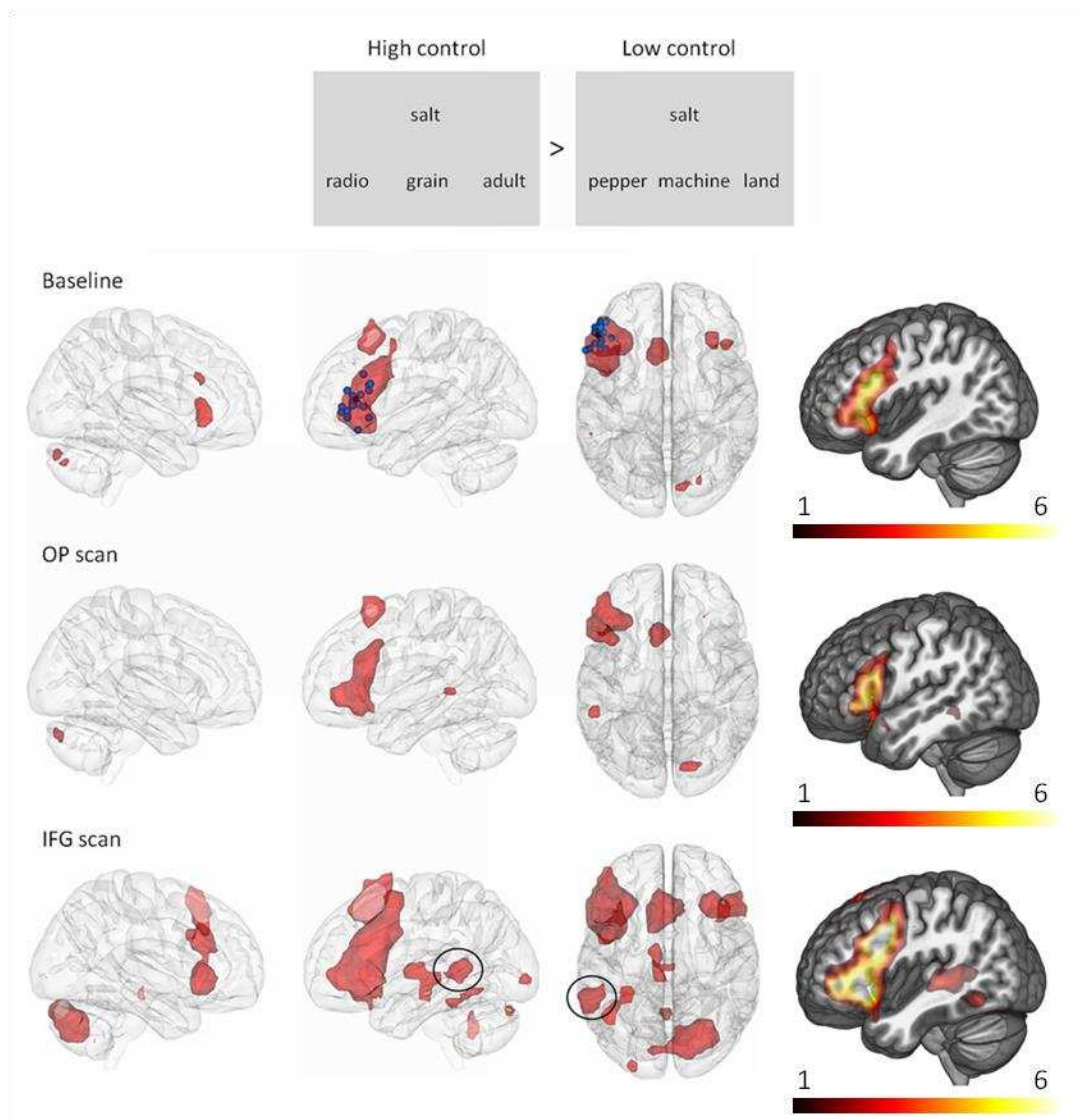 High control Low control
salt salt
>
radio grain adult pepper machine land
Baseline
1 6
OP scan
1 6
IFG scan
1 6